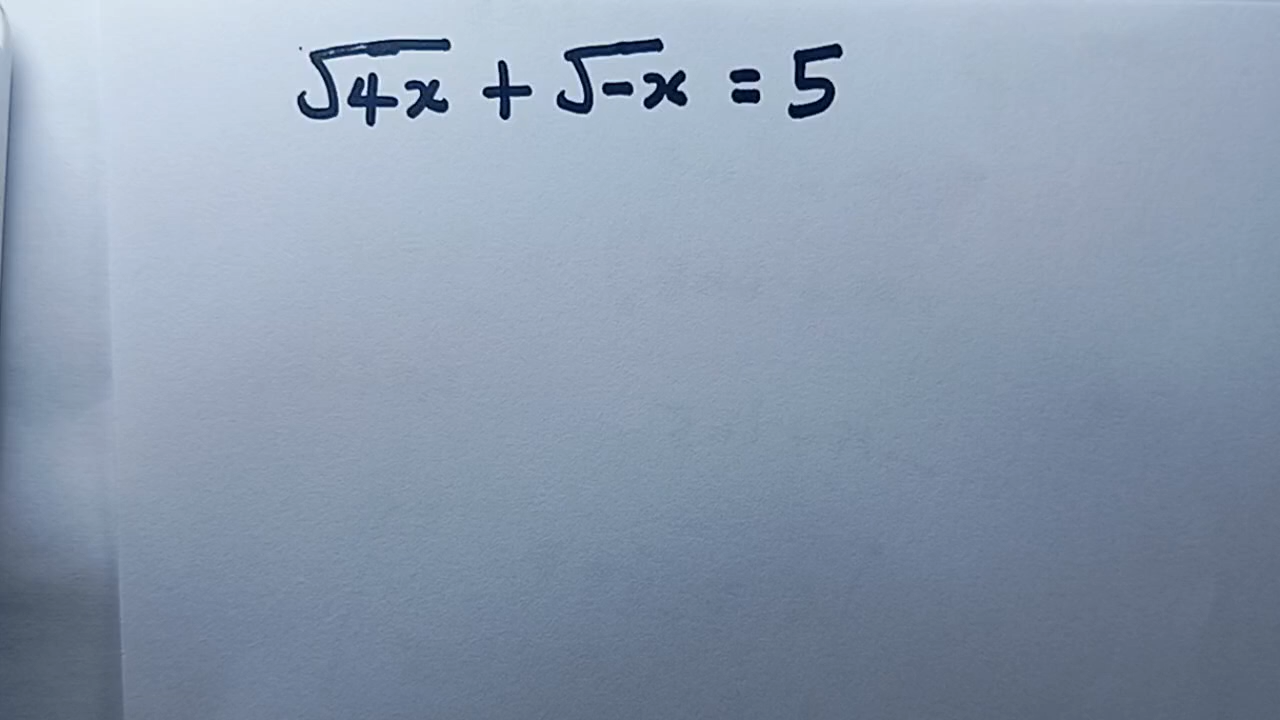 √4x + √-x = 5